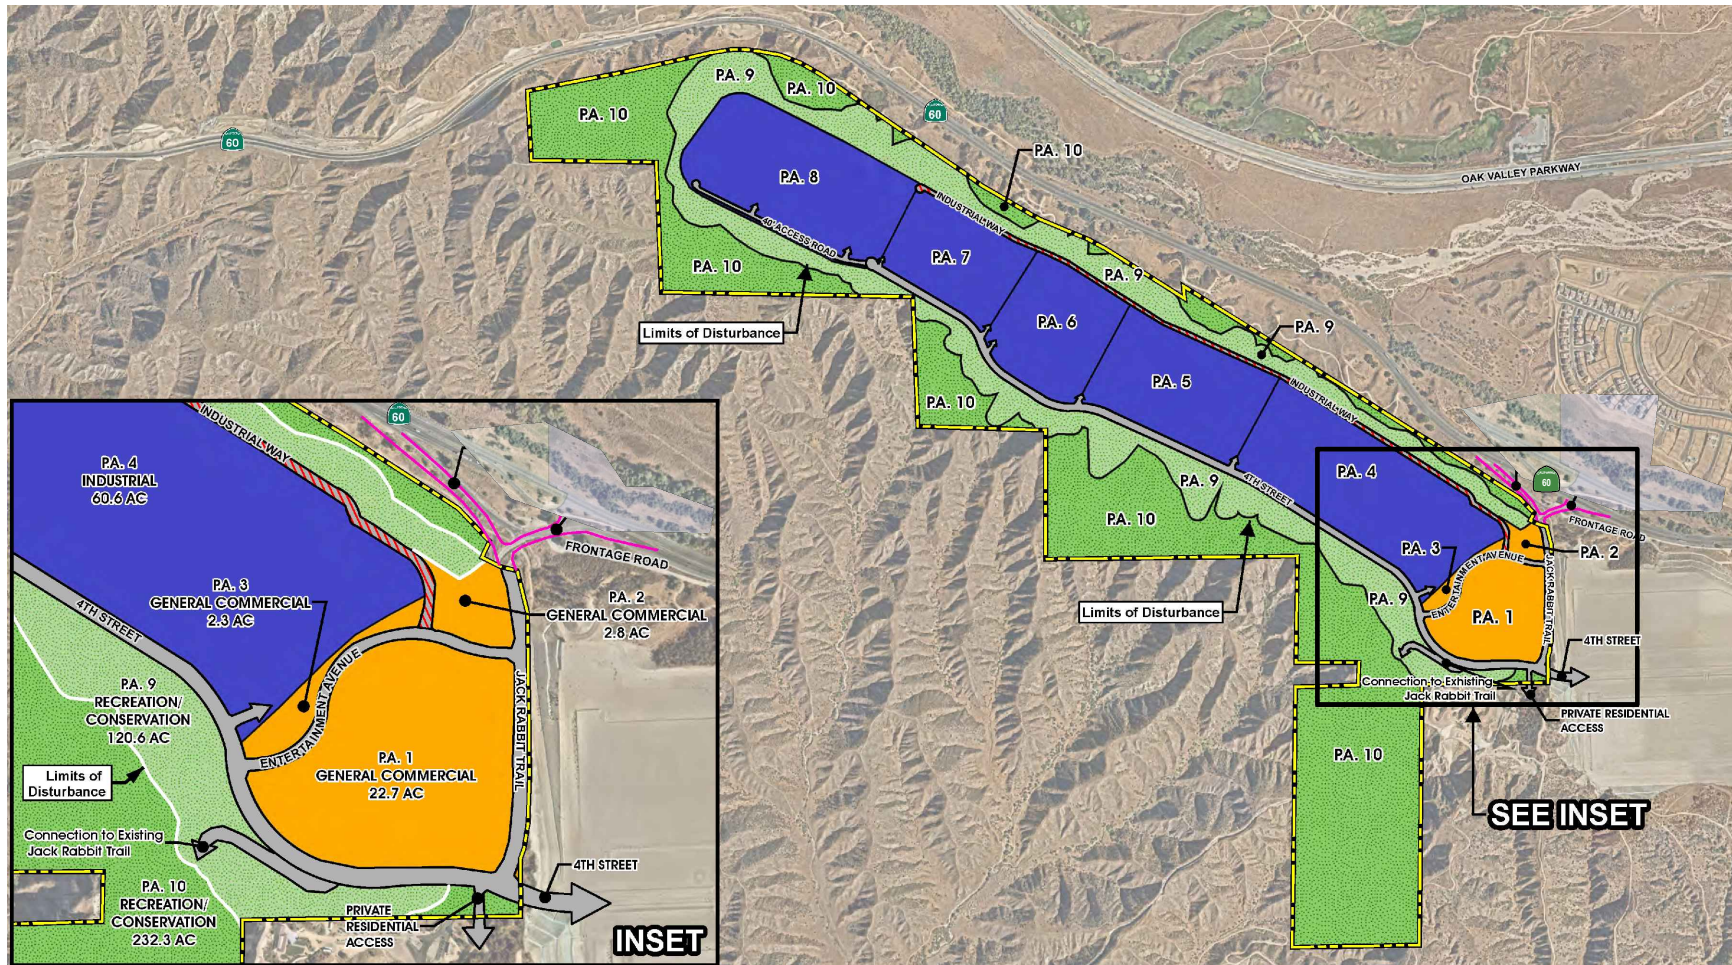 P.A. 9
P.A. 10
P.A. 10
60
60
P.A. 10
OAK VALLEY PARKWAY
P.A. 8
INDUSTRIAL WAY
40' ACCESS ROAD
P.A. 7
P.A. 10
P.A. 9
Limits of Disturbance
P.A. 6
P.A. 9
P.A. 5
INDUSTRIAL WAY
P.A. 10
P.A. 9
4TH STREET
P.A. 4
60
P.A. 10
FRONTAGE ROAD
P.A. 3
P.A. 2
ENTERTAINMENT AVENUE
JACK RABBIT TRAIL
Limits of Disturbance
P.A. 9
P.A. 1
4TH STREET
Connection to Exhisting
Jack Rabbit Trail
PRIVATE RESIDENTIAL
ACCESS
P.A. 10
SEE INSET
60
INDUSTRIAL WAY
P.A. 4
INDUSTRIAL
60.6 AC
FRONTAGE ROAD
P.A. 3
GENERAL COMMERCIAL
2.3 AC
P.A. 2
GENERAL COMMERCIAL
2.8 AC
4TH STREET
ENTERTAINMENT AVENUE
JACK RABBIT TRAIL
P.A. 9
RECREATION/
CONSERVATION
120.6 AC
P.A. 1
GENERAL COMMERCIAL
22.7 AC
Limits of
Disturbance
Connection to Existing
Jack Rabbit Trail
4TH STREET
P.A. 10
RECREATION/
CONSERVATION
232.3 AC
PRIVATE
RESIDENTIAL
ACCESS
INSET